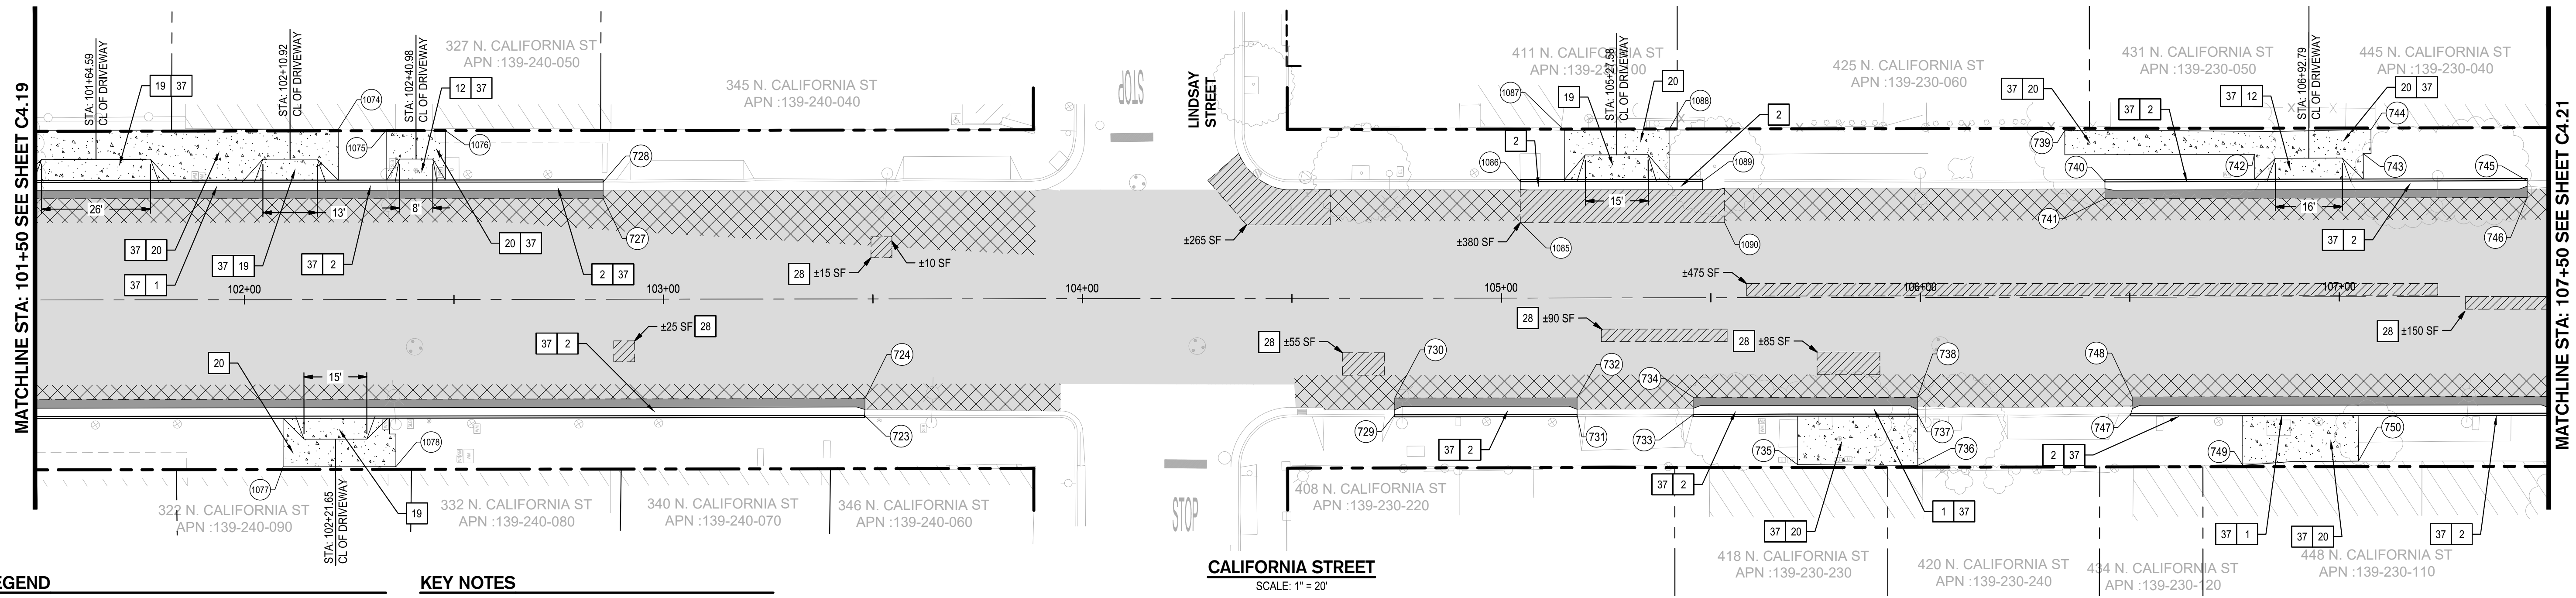 MATCHLINE STA: 101+50 SEE SHEET C4.19
STA: 101+64.59
CL OF DRIVEWAY
19 37
STA: 102+10.92
CL OF DRIVEWAY
1074
1075
STA: 102+40.98
CL OF DRIVEWAY
327 N. CALIFORNIA ST
APN :139-240-050
12 37
1076
728
345 N. CALIFORNIA ST
APN :139-240-040
STOP
LINDSAY
STREET
411 N. CALIFORNIA ST
STA: 105+27.58
CL OF DRIVEWAY
1087
19
20
1088
2
2
1086
1089
425 N. CALIFORNIA ST
APN :139-230-060
37 20
431 N. CALIFORNIA ST
APN :139-230-050
37 2
37 12
STA: 106+92.79
CL OF DRIVEWAY
445 N. CALIFORNIA ST
APN :139-230-040
20 37
744
739
740
742
743
745
26'
13'
8'
15'
16'
727
741
746
37 20
37 1
37 19
37 2
20 37
2 37
28 ±15 SF
±10 SF
±265 SF
±380 SF
1085
1090
37 2
±475 SF
102+00
103+00
104+00
105+00
106+00
107+00
±25 SF 28
28 ±55 SF
28 ±90 SF
28 ±85 SF
28 ±150 SF
20
15'
37 2
724
723
730
732
734
738
748
729
731
733
737
747
1078
1077
37 2
735
736
2 37
749
750
STA: 102+21.65
CL OF DRIVEWAY
19
37 2
1 37
37 20
37 1
37 20
37 2
322 N. CALIFORNIA ST
APN :139-240-090
332 N. CALIFORNIA ST
APN :139-240-080
340 N. CALIFORNIA ST
APN :139-240-070
346 N. CALIFORNIA ST
APN :139-240-060
STOP
408 N. CALIFORNIA ST
APN :139-230-220
418 N. CALIFORNIA ST
APN :139-230-230
420 N. CALIFORNIA ST
APN :139-230-240
434 N. CALIFORNIA ST
APN :139-230-120
448 N. CALIFORNIA ST
APN :139-230-110
MATCHLINE STA: 107+50 SEE SHEET C4.21
CALIFORNIA STREET
SCALE: 1" = 20'
EGEND
KEY NOTES